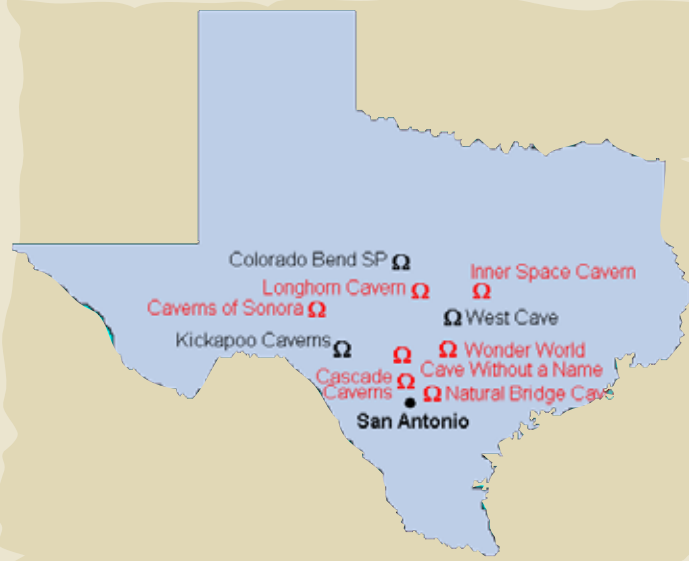 Colorado Bend SP Ω
Inner Space Cavern
Ω
Longhorn Cavern Ω
Caverns of Sonora Ω
Ω West Cave
Kickapoo Caverns Ω
Ω
Ω Wonder World
Cave Without a Name
Cascade
Caverns Ω
Ω Natural Bridge Cave
San Antonio